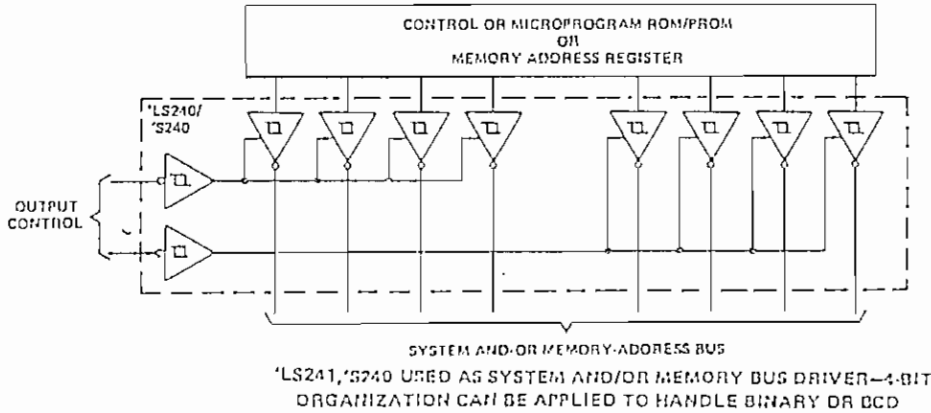 CONTROL OR MICROPROGRAM ROM/PROM
OR
MEMORY ADDRESS REGISTER
'LS240/
'S240
OUTPUT
CONTROL
SYSTEM AND/OR MEMORY-ADDRESS BUS
'LS241,'S240 USED AS SYSTEM AND/OR MEMORY BUS DRIVER–4-BIT
ORGANIZATION CAN BE APPLIED TO HANDLE BINARY OR BCD